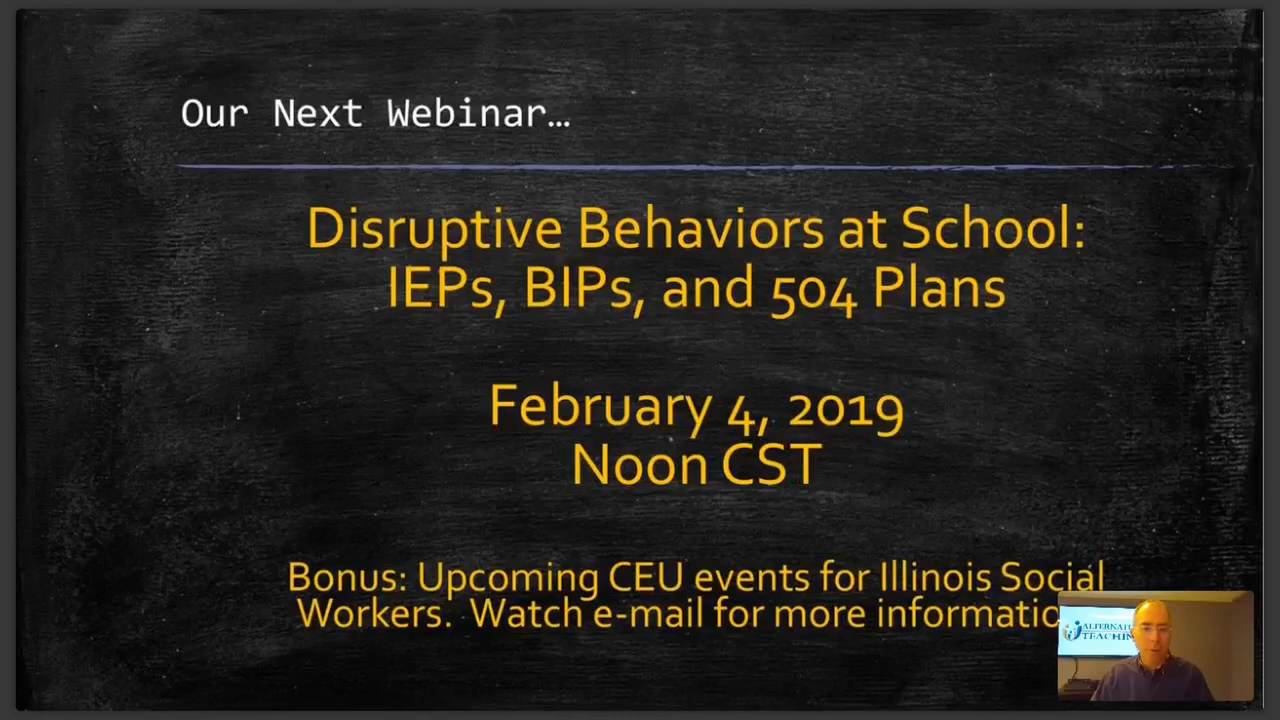 Our Next Webinar…
Disruptive Behaviors at School:
IEPs, BIPs, and 504 Plans
February 4, 2019
Noon CST
Bonus: Upcoming CEU events for Illinois Social
Workers. Watch e-mail for more